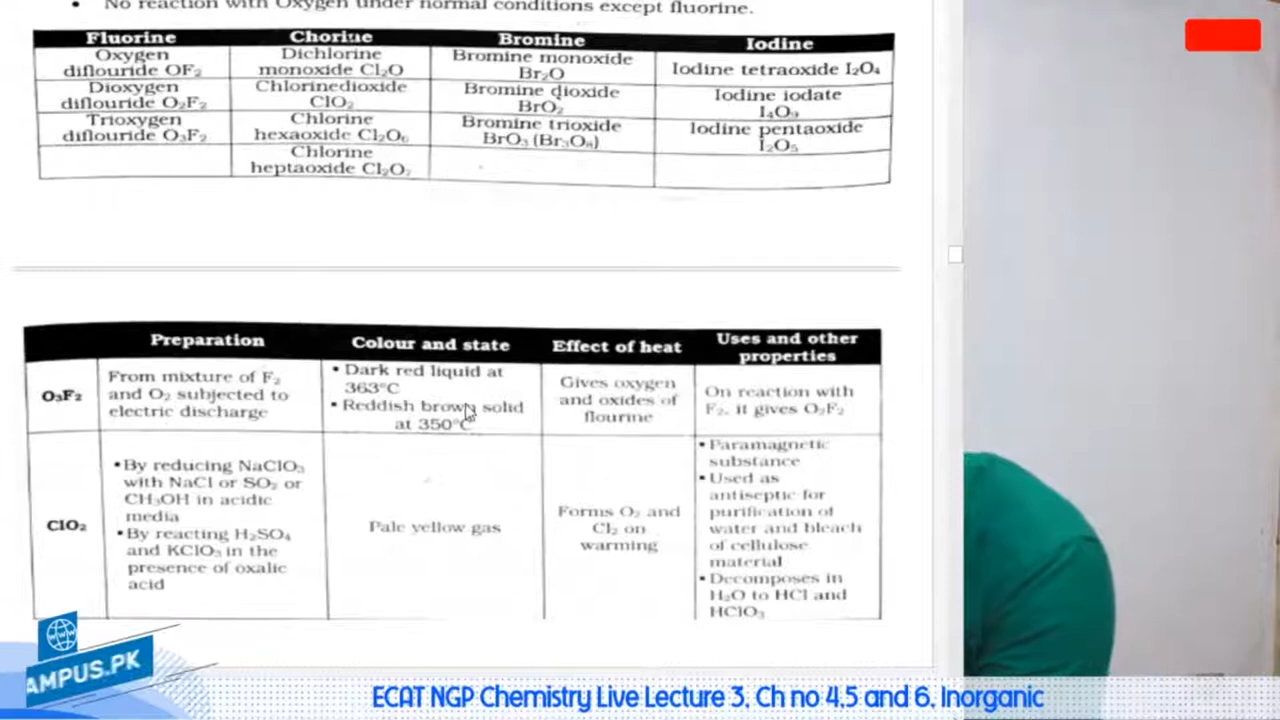 • No reaction with Oxygen under normal conditions except fluorine.
Fluorine
Chorine
Bromine
Iodine
Oxygen
diflouride OF₂
Dichlorine
monoxide Cl₂O
Bromine monoxide
Br₂O
Iodine tetraoxide I₂O₄
Dioxygen
diflouride O₂F₂
Chlorinedioxide
ClO₂
Bromine dioxide
BrO₂
Iodine iodate
I₄O₉
Trioxygen
diflouride O₃F₂
Chlorine
hexaoxide Cl₂O₆
Bromine trioxide
BrO₃ (Br₃O₈)
Iodine pentaoxide
I₂O₅
Chlorine
heptaoxide Cl₂O₇
Preparation
Colour and state
Effect of heat
Uses and other
properties
O₃F₂
From mixture of F₂
and O₂ subjected to
electric discharge
• Dark red liquid at
363°C
• Reddish brown solid
at 350°C
Gives oxygen
and oxides of
flourine
On reaction with
F₂, it gives O₂F₂
ClO₂
• By reducing NaClO₃
with NaCl or SO₂ or
CH₃OH in acidic
media
• By reacting H₂SO₄
and KClO₃ in the
presence of oxalic
acid
Pale yellow gas
Forms O₂ and
Cl₂ on
warming
• Paramagnetic
substance
• Used as
antiseptic for
purification of
water and bleach
of cellulose
material
• Decomposes in
H₂O to HCl and
HClO₃
www
AMPUS.PK
ECAT NGP Chemistry Live Lecture 3, Ch no 4,5 and 6, Inorganic